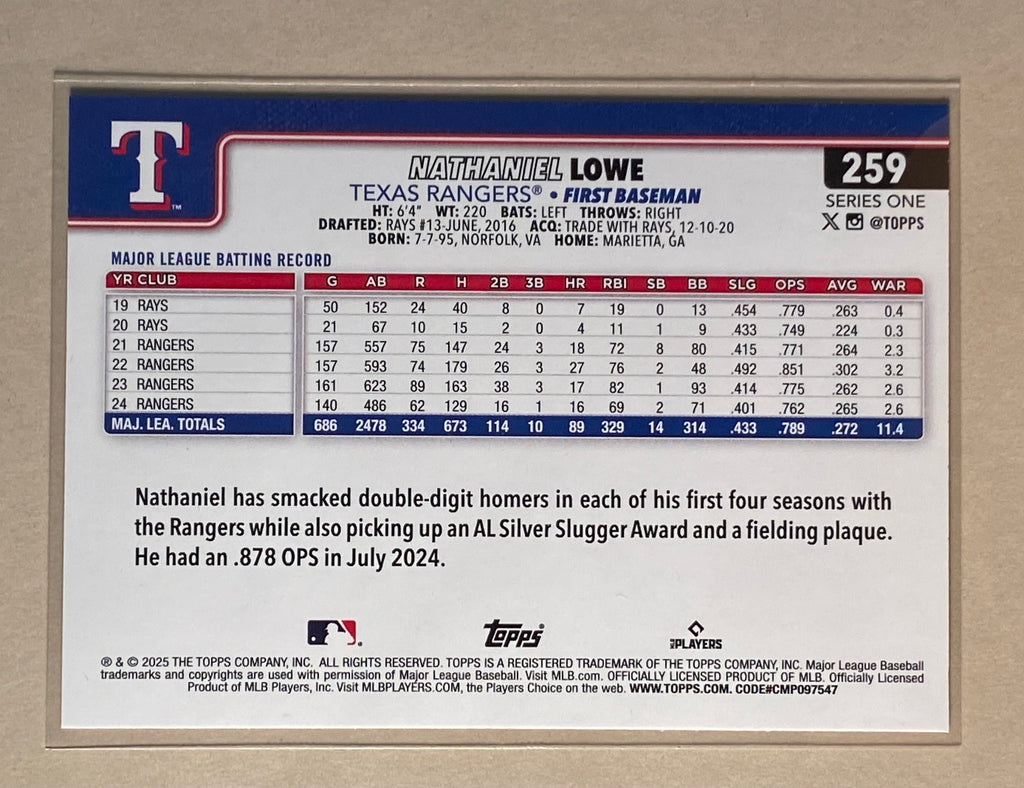 T
™
NATHANIEL LOWE
259
TEXAS RANGERS® • FIRST BASEMAN
SERIES ONE
HT: 6'4" WT: 220 BATS: LEFT THROWS: RIGHT
@TOPPS
DRAFTED: RAYS #13-JUNE, 2016 ACQ: TRADE WITH RAYS, 12-10-20
BORN: 7-7-95, NORFOLK, VA HOME: MARIETTA, GA
MAJOR LEAGUE BATTING RECORD
YR CLUB G AB R H 2B 3B HR RBI SB BB SLG OPS AVG WAR
19 RAYS 50 152 24 40 8 0 7 19 0 13 .454 .779 .263 0.4
20 RAYS 21 67 10 15 2 0 4 11 1 9 .433 .749 .224 0.3
21 RANGERS 157 557 75 147 24 3 18 72 8 80 .415 .771 .264 2.3
22 RANGERS 157 593 74 179 26 3 27 76 2 48 .492 .851 .302 3.2
23 RANGERS 161 623 89 163 38 3 17 82 1 93 .414 .775 .262 2.6
24 RANGERS 140 486 62 129 16 1 16 69 2 71 .401 .762 .265 2.6
MAJ. LEA. TOTALS 686 2478 334 673 114 10 89 329 14 314 .433 .789 .272 11.4
Nathaniel has smacked double-digit homers in each of his first four seasons with
the Rangers while also picking up an AL Silver Slugger Award and a fielding plaque.
He had an .878 OPS in July 2024.
Topps
PLAYERS
® & © 2025 THE TOPPS COMPANY, INC. ALL RIGHTS RESERVED. TOPPS IS A REGISTERED TRADEMARK OF THE TOPPS COMPANY, INC. Major League Baseball
trademarks and copyrights are used with permission of Major League Baseball. Visit MLB.com. OFFICIALLY LICENSED PRODUCT OF MLB. Officially Licensed
Product of MLB Players, Inc. Visit MLBPLAYERS.COM, the Players Choice on the web. WWW.TOPPS.COM. CODE#CMP097547